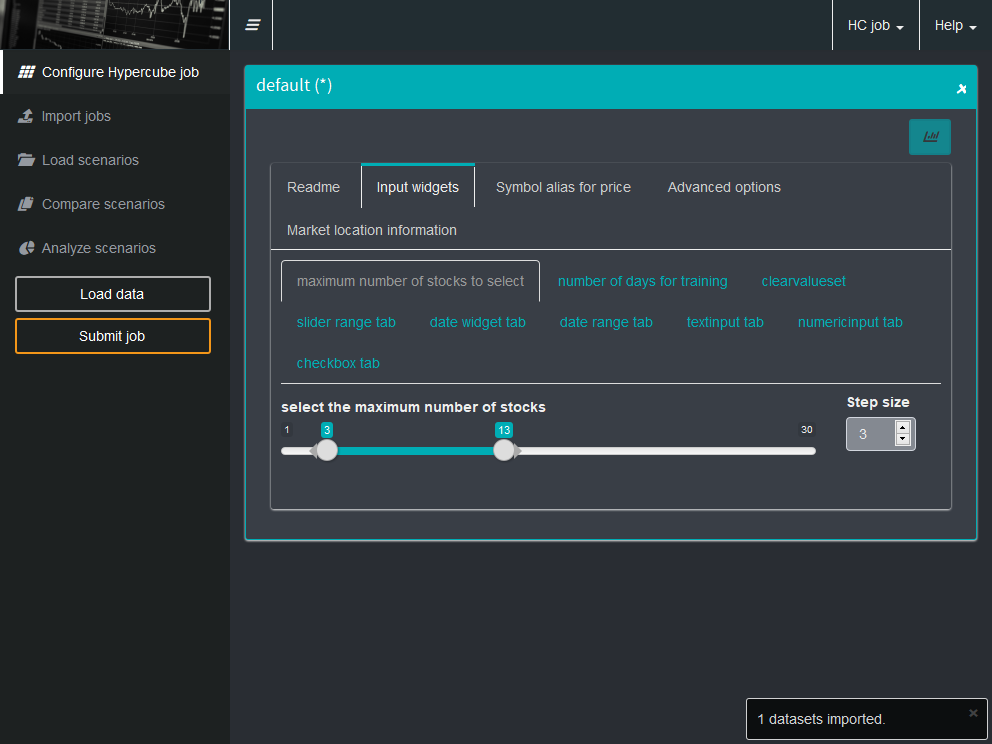 HC job
Help
Configure Hypercube job
Import jobs
Load scenarios
Compare scenarios
Analyze scenarios
Load data
Submit job
default (*)
Readme
Input widgets
Symbol alias for price
Advanced options
Market location information
maximum number of stocks to select
number of days for training
clearvalueset
slider range tab
date widget tab
date range tab
textinput tab
numericinput tab
checkbox tab
select the maximum number of stocks
1
3
13
30
Step size
3
1 datasets imported.